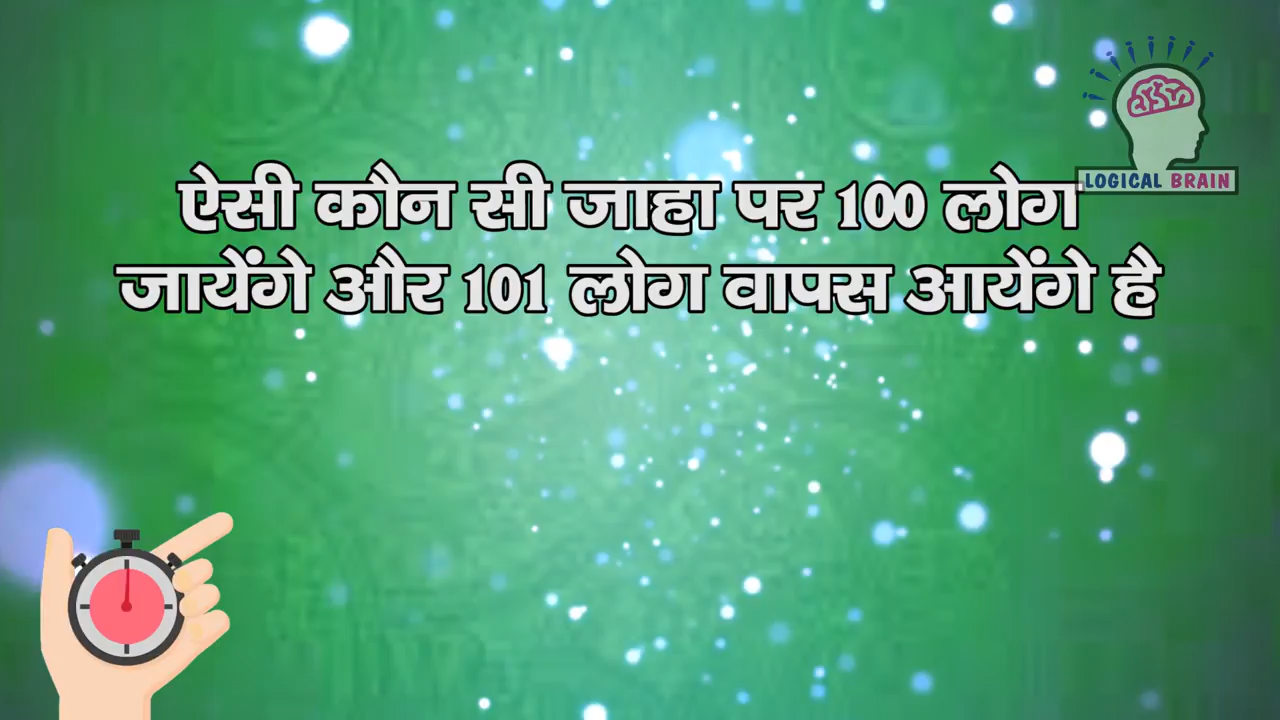 LOGICAL BRAIN
ऐसी कौन सी जाहा पर 100 लोग
जायेंगे और 101 लोग वापस आयेंगे है